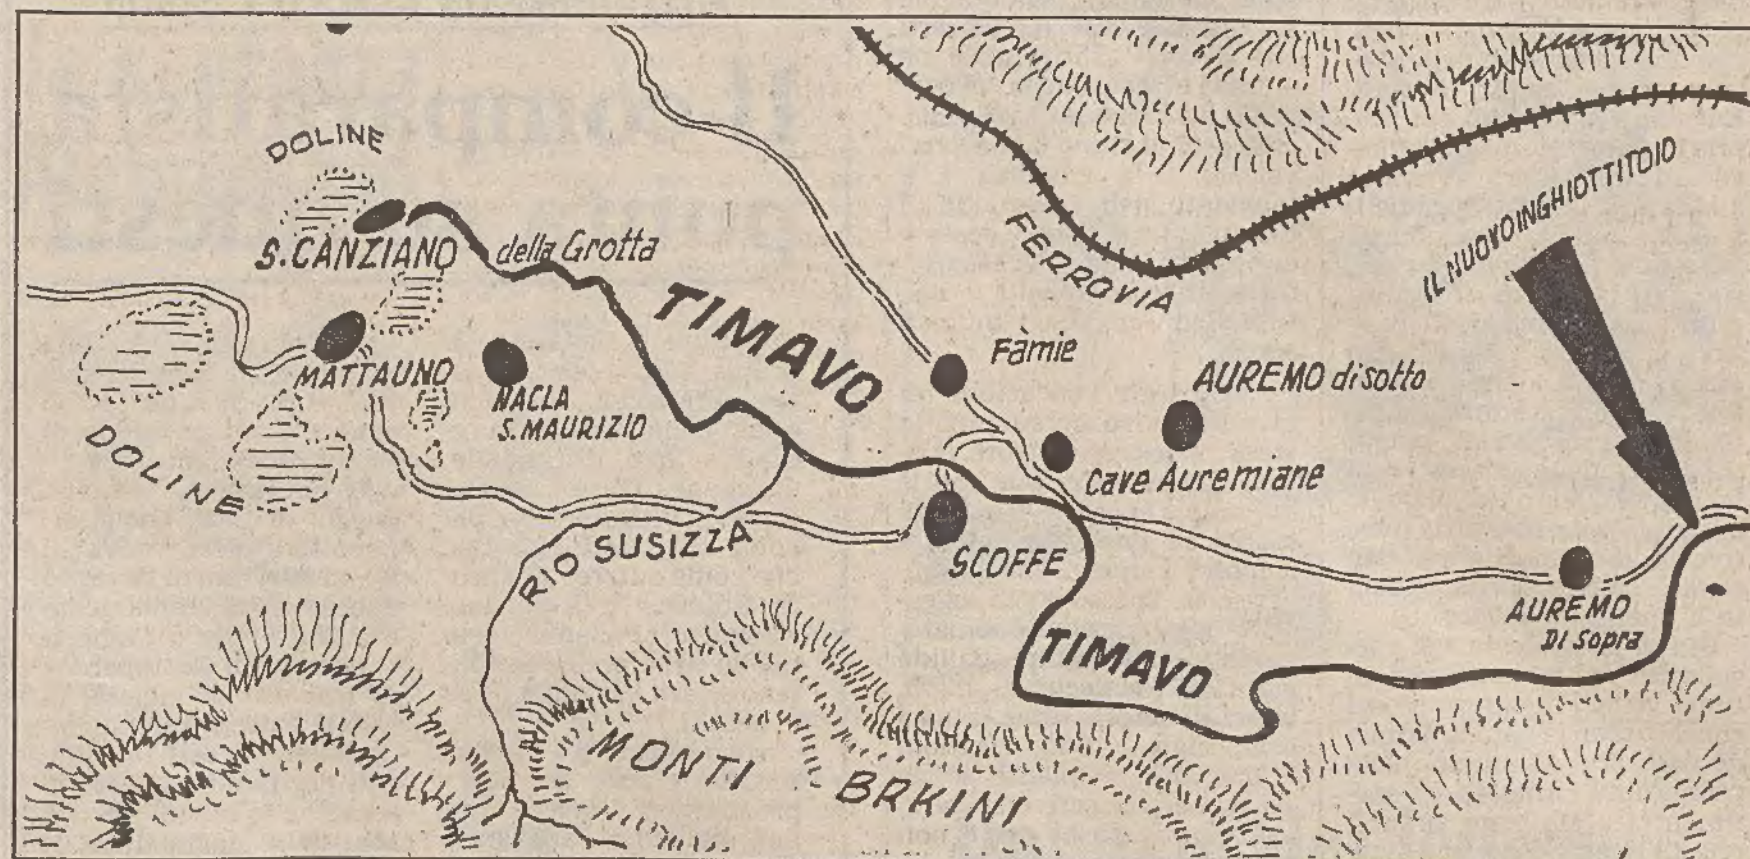 DOLINE
S. CANZIANO della Grotta
TIMAVO
FERROVIA
IL NUOVO INGHIOTTITOIO
MATTAUNO
NACLA
S. MAURIZIO
Fàmie
AUREMO di sotto
DOLINE
Cave Auremiane
RIO SUSIZZA
SCOFFE
AUREMO
Di Sopra
TIMAVO
MONTI BRKINI